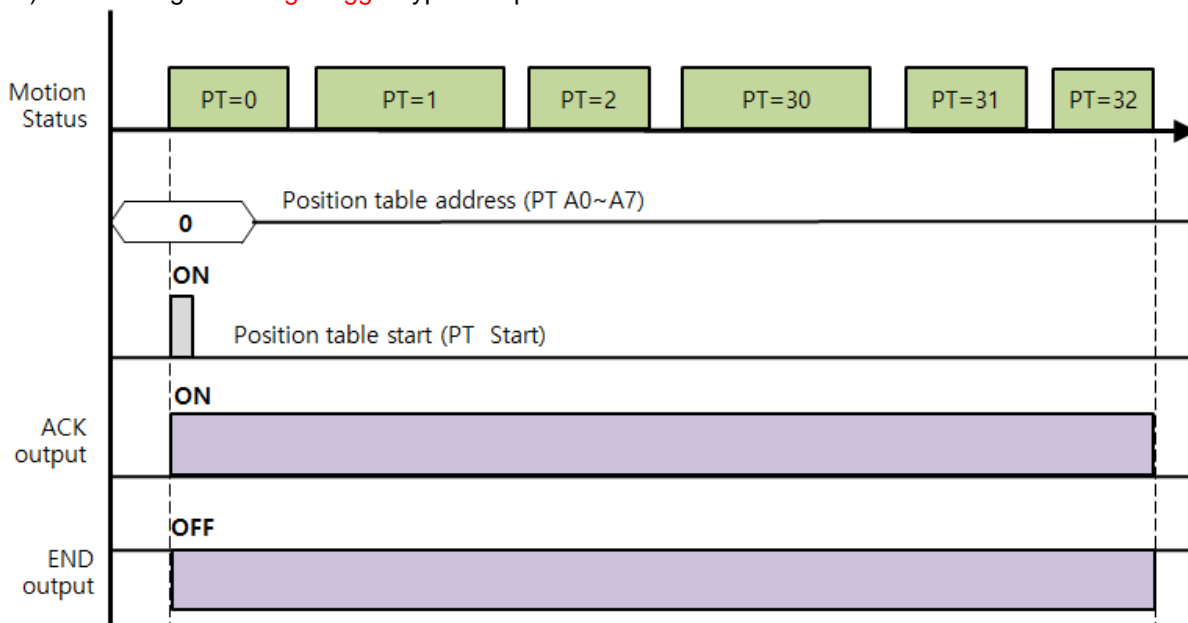 Motion
Status
PT=0
PT=1
PT=2
PT=30
PT=31
PT=32
Position table address (PT A0~A7)
0
ON
Position table start (PT Start)
ON
ACK
output
OFF
END
output